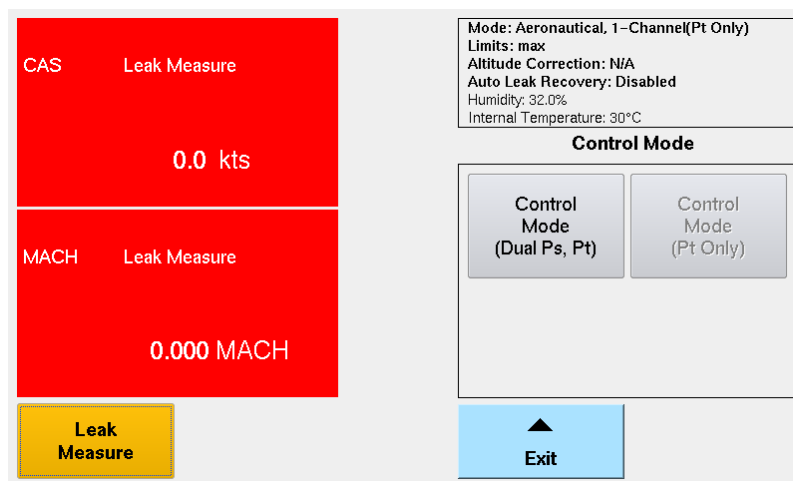 CAS Leak Measure
0.0 kts
MACH Leak Measure
0.000 MACH
Leak
Measure
Mode: Aeronautical, 1-Channel(Pt Only)
Limits: max
Altitude Correction: N/A
Auto Leak Recovery: Disabled
Humidity: 32.0%
Internal Temperature: 30°C
Control Mode
Control
Mode
(Dual Ps, Pt)
Control
Mode
(Pt Only)
Exit